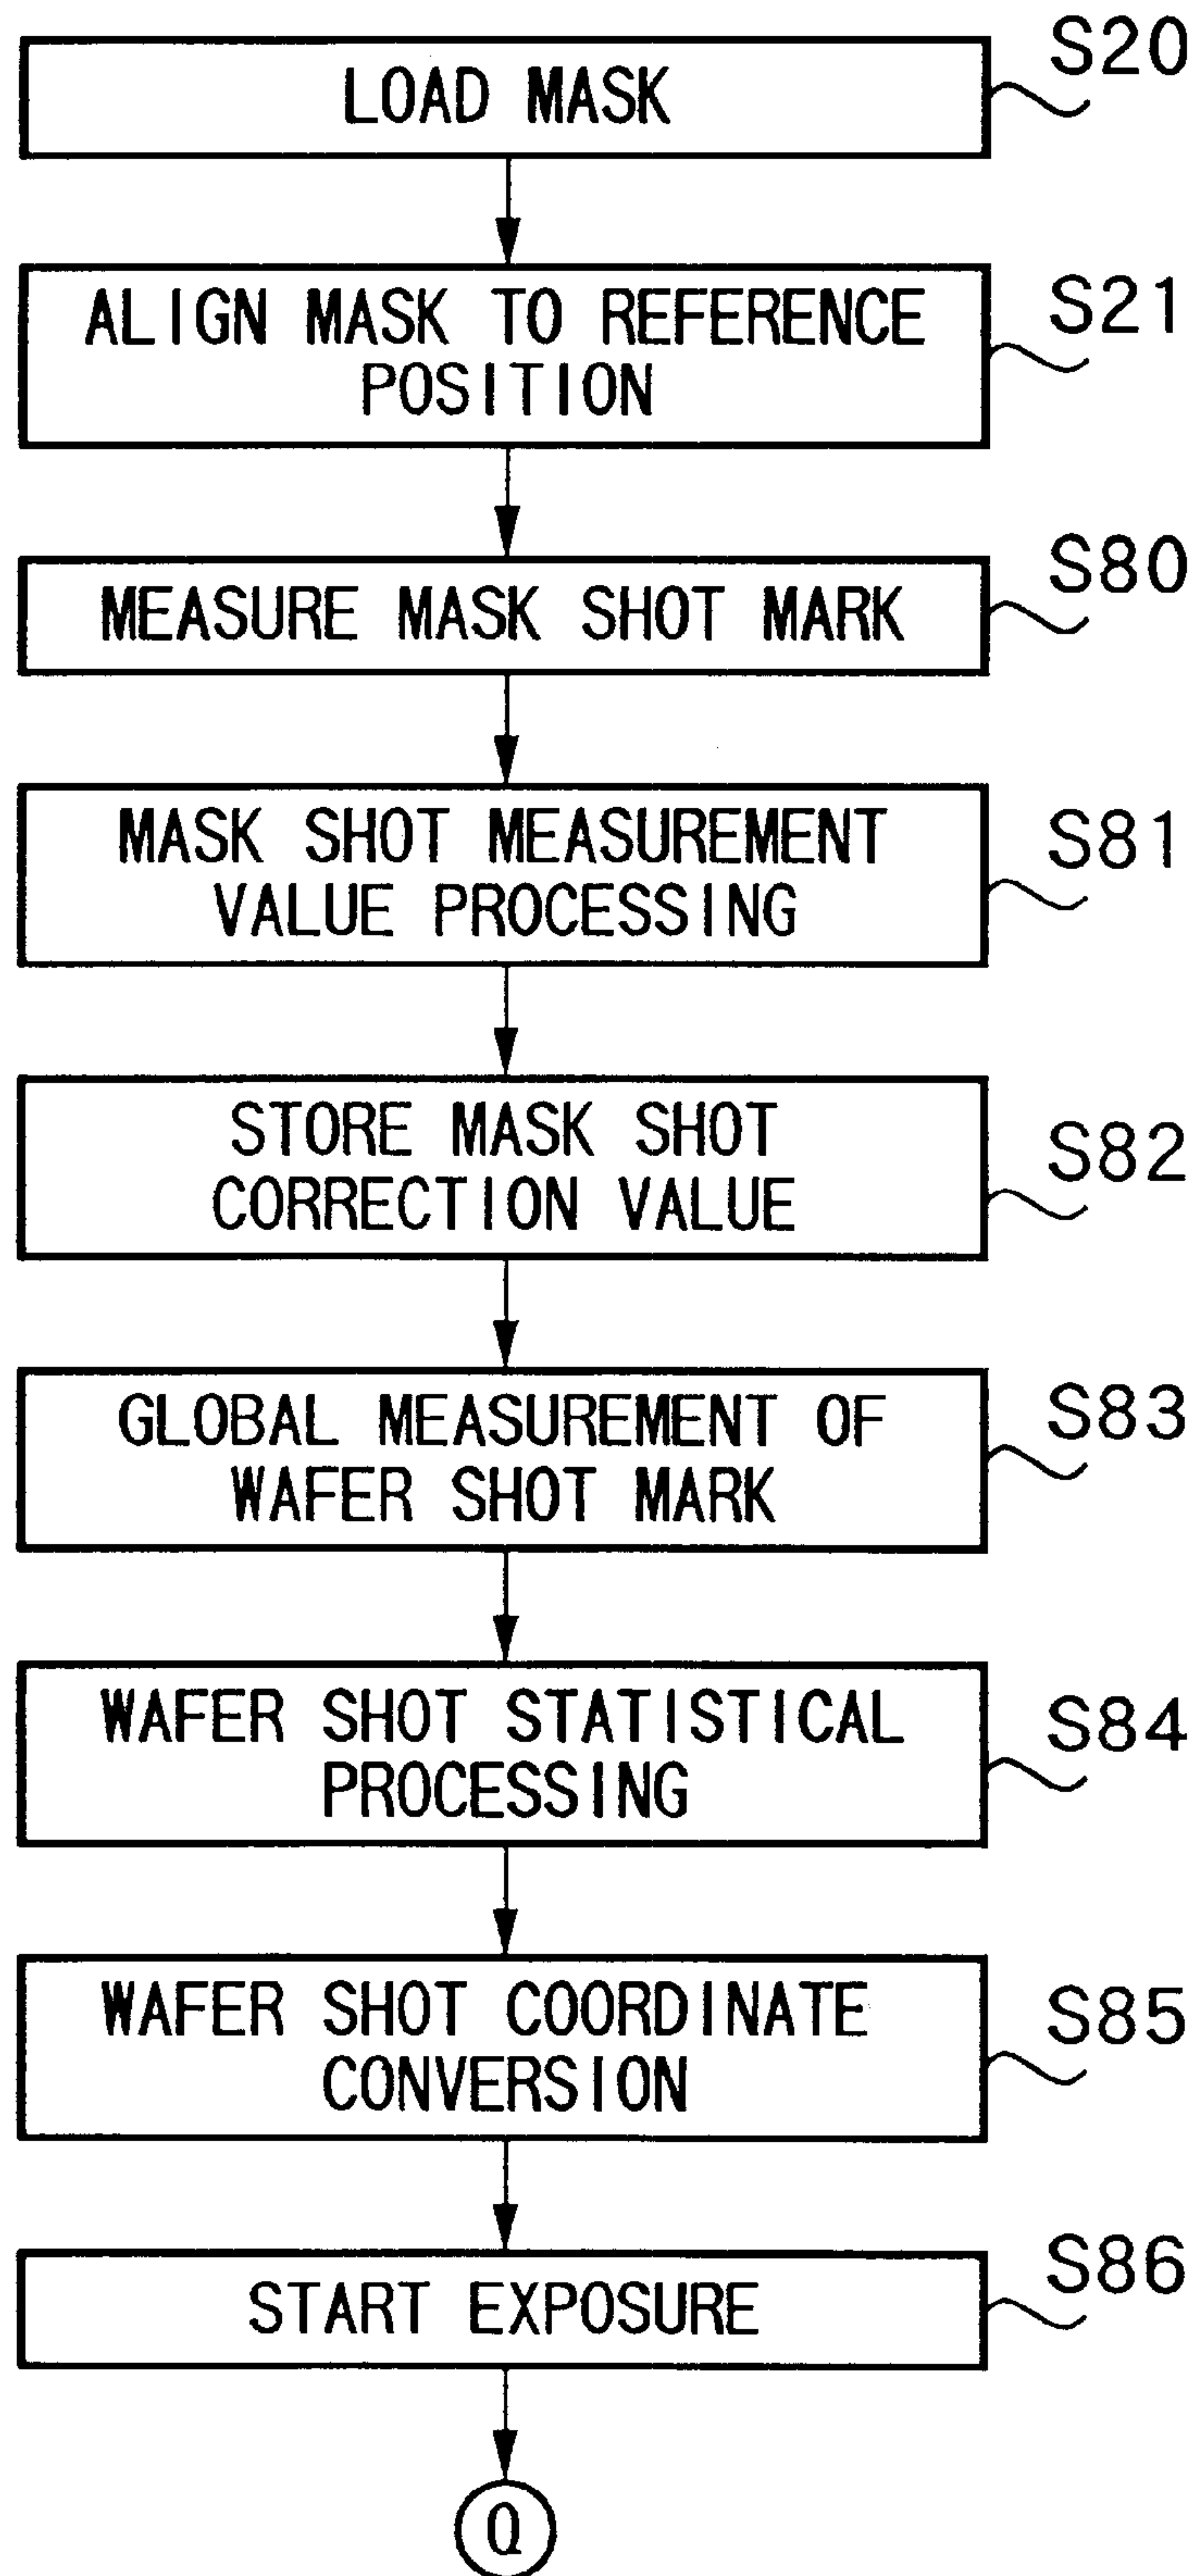 S20
LOAD MASK
S21
ALIGN MASK TO REFERENCE
POSITION
S80
MEASURE MASK SHOT MARK
S81
MASK SHOT MEASUREMENT
VALUE PROCESSING
S82
STORE MASK SHOT
CORRECTION VALUE
S83
GLOBAL MEASUREMENT OF
WAFER SHOT MARK
S84
WAFER SHOT STATISTICAL
PROCESSING
S85
WAFER SHOT COORDINATE
CONVERSION
S86
START EXPOSURE
Q